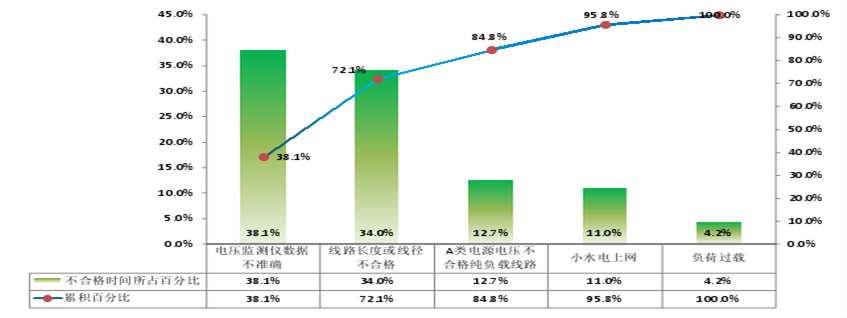 45.0%
40.0%
35.0%
30.0%
25.0%
20.0%
15.0%
10.0%
5.0%
0.0%
100.0%
90.0%
80.0%
70.0%
60.0%
50.0%
40.0%
30.0%
20.0%
10.0%
0.0%
38.1%
72.1%
84.8%
95.8%
100.0%
38.1% 34.0% 12.7% 11.0% 4.2%
电压监测仪数据
不准确
线路长度或线径
不合格
A类电源电压不
合格纯负载线路
小水电上网
负荷过载
不合格时间所占百分比 38.1% 34.0% 12.7% 11.0% 4.2%
累积百分比 38.1% 72.1% 84.8% 95.8% 100.0%